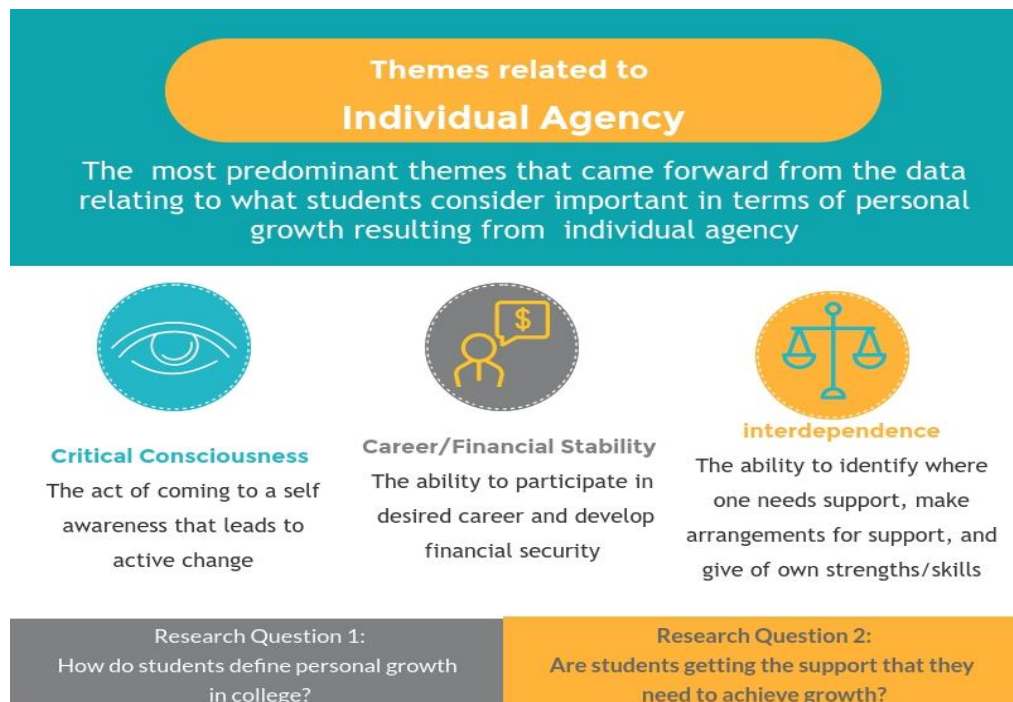 Themes related to
Individual Agency
The most predominant themes that came forward from the data
relating to what students consider important in terms of personal
growth resulting from individual agency
$
Critical Consciousness
The act of coming to a self
awareness that leads to
active change
Career/Financial Stability
The ability to participate in
desired career and develop
financial security
interdependence
The ability to identify where
one needs support, make
arrangements for support, and
give of own strengths/skills
Research Question 1:
How do students define personal growth
in college?
Research Question 2:
Are students getting the support that they
need to achieve growth?